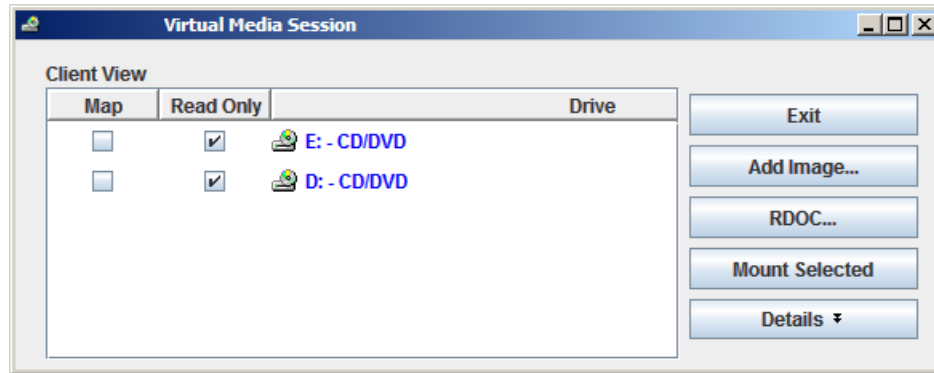 Virtual Media Session
Client View
Map Read Only Drive
E: - CD/DVD
D: - CD/DVD
Exit
Add Image...
RDOC...
Mount Selected
Details